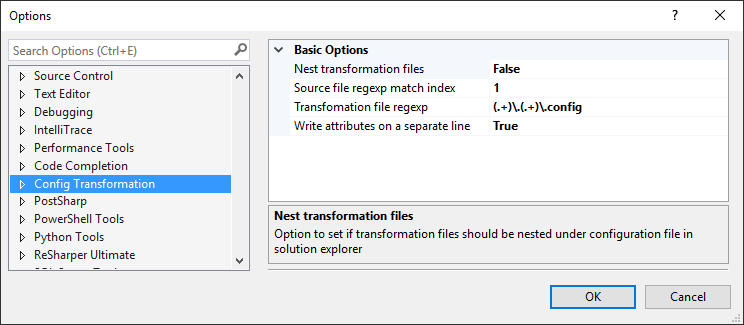 Options
Search Options (Ctrl+E)
Source Control
Text Editor
Debugging
IntelliTrace
Performance Tools
Code Completion
Config Transformation
PostSharp
PowerShell Tools
Python Tools
ReSharper Ultimate
Basic Options
Nest transformation files False
Source file regexp match index 1
Transfomation file regexp (.+)\.(.+)\.config
Write attributes on a separate line True
Nest transformation files
Option to set if transformation files should be nested under configuration file in
solution explorer
OK Cancel